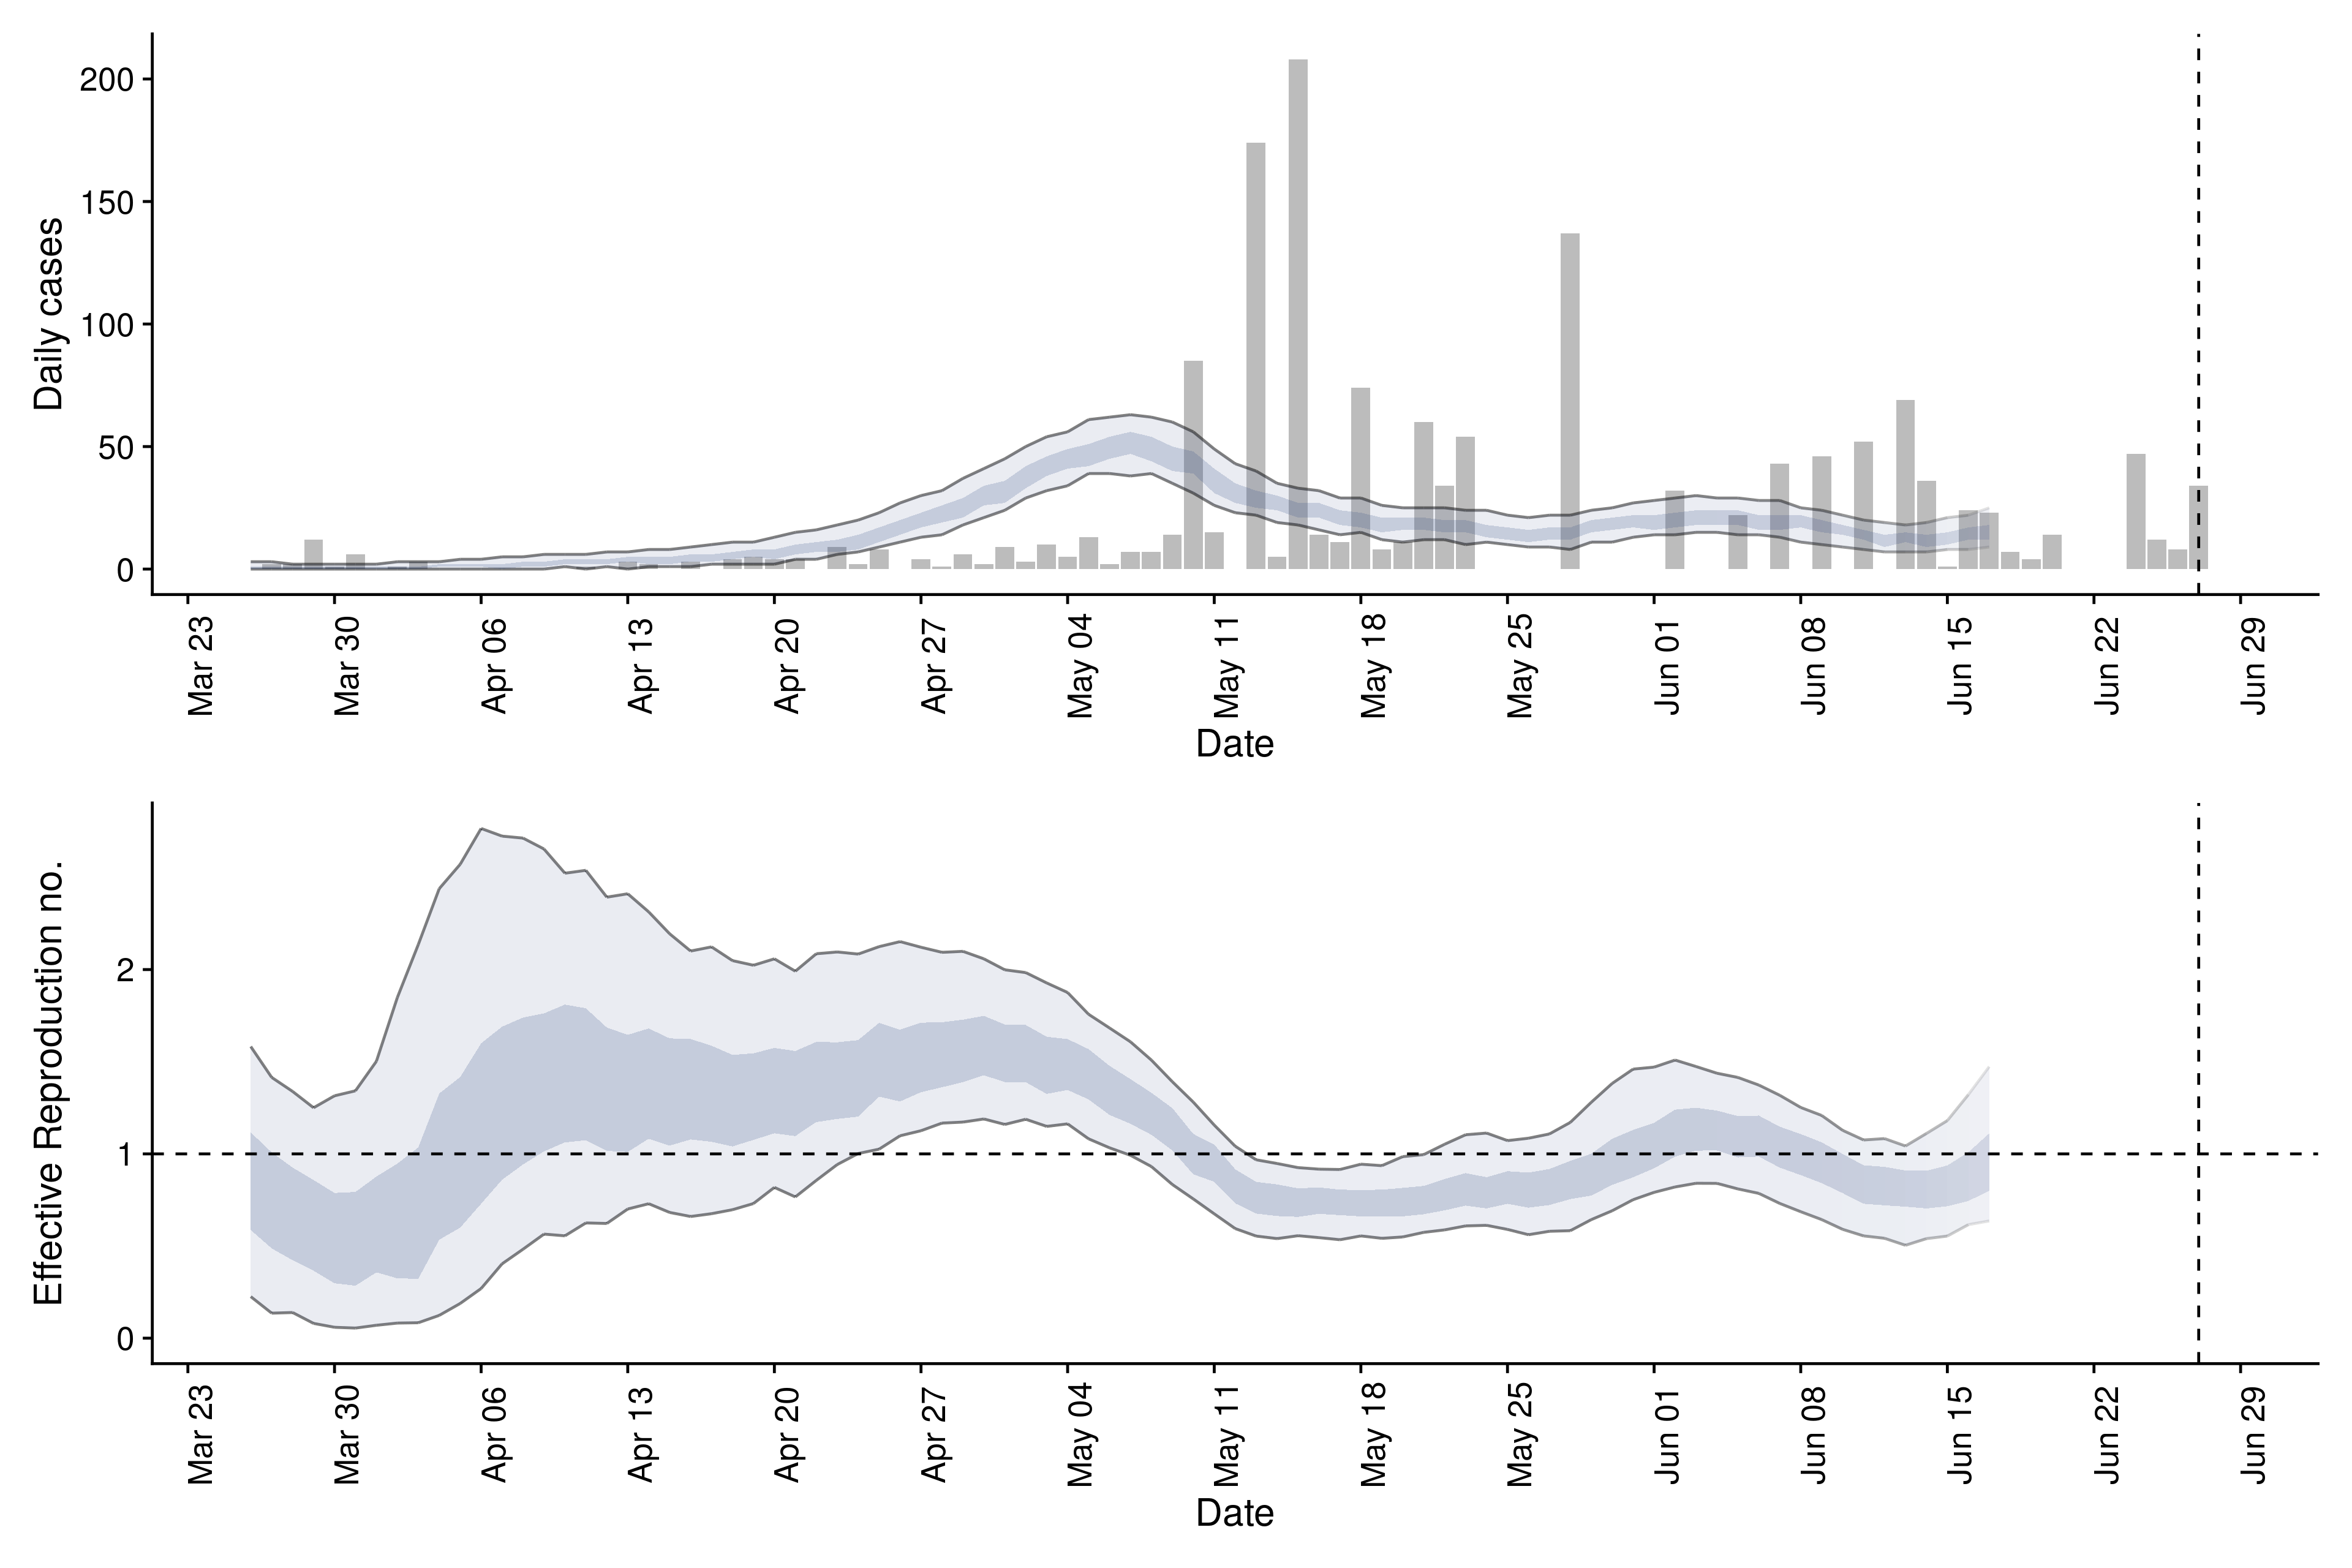 Daily cases
200
150
100
50
0
Mar 23
Mar 30
Apr 06
Apr 13
Apr 20
Apr 27
May 04
May 11
May 18
May 25
Jun 01
Jun 08
Jun 15
Jun 22
Jun 29
Date
Effective Reproduction no.
2
1
0
Mar 23
Mar 30
Apr 06
Apr 13
Apr 20
Apr 27
May 04
May 11
May 18
May 25
Jun 01
Jun 08
Jun 15
Jun 22
Jun 29
Date